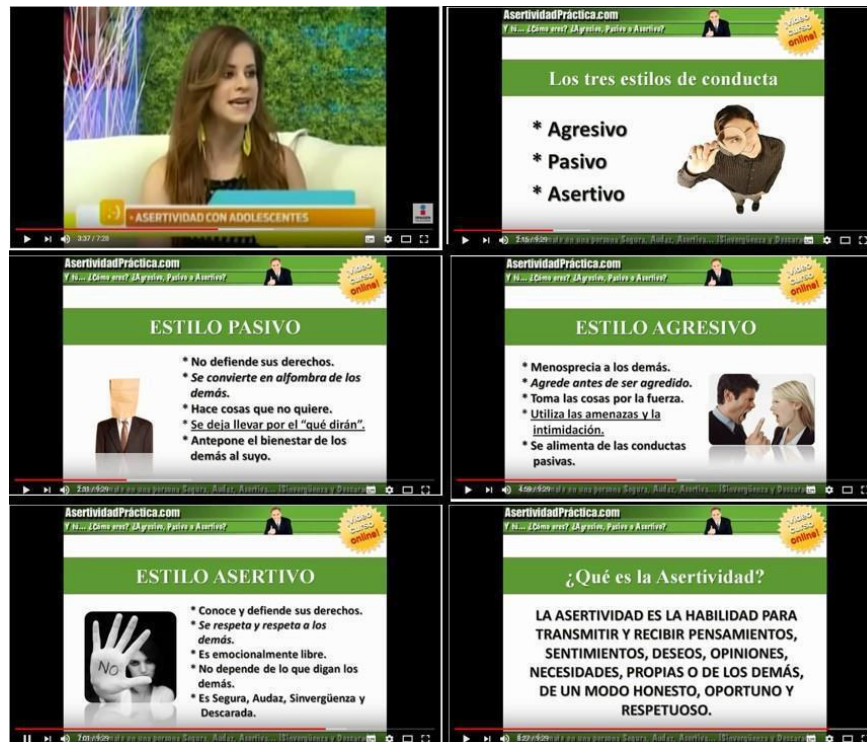 - ASERTIVIDAD CON ADOLESCENTES
3:37 / 7:28
AsertividadPráctica.com
Y tú... ¿Cómo eres? ¿Agresivo, Pasivo o Asertivo?
Video
curso
online!
Los tres estilos de conducta
* Agresivo
* Pasivo
* Asertivo
AsertividadPráctica.com
Y tú... ¿Cómo eres? ¿Agresivo, Pasivo o Asertivo?
Video
curso
online!
ESTILO PASIVO
* No defiende sus derechos.
* Se convierte en alfombra de los
demás.
* Hace cosas que no quiere.
* Se deja llevar por el "qué dirán".
* Antepone el bienestar de los
demás al suyo.
AsertividadPráctica.com
Y tú... ¿Cómo eres? ¿Agresivo, Pasivo o Asertivo?
Video
curso
online!
ESTILO AGRESIVO
* Menosprecia a los demás.
* Agrede antes de ser agredido.
* Toma las cosas por la fuerza.
* Utiliza las amenazas y la
intimidación.
* Se alimenta de las conductas
pasivas.
AsertividadPráctica.com
Y tú... ¿Cómo eres? ¿Agresivo, Pasivo o Asertivo?
Video
curso
online!
ESTILO ASERTIVO
NO
* Conoce y defiende sus derechos.
* Se respeta y respeta a los
demás.
* Es emocionalmente libre.
* No depende de lo que digan los
demás.
* Es Segura, Audaz, Sinvergüenza y
Descarada.
AsertividadPráctica.com
Y tú... ¿Cómo eres? ¿Agresivo, Pasivo o Asertivo?
Video
curso
online!
¿Qué es la Asertividad?
LA ASERTIVIDAD ES LA HABILIDAD PARA
TRANSMITIR Y RECIBIR PENSAMIENTOS,
SENTIMIENTOS, DESEOS, OPINIONES,
NECESIDADES, PROPIAS O DE LOS DEMÁS,
DE UN MODO HONESTO, OPORTUNO Y
RESPETUOSO.